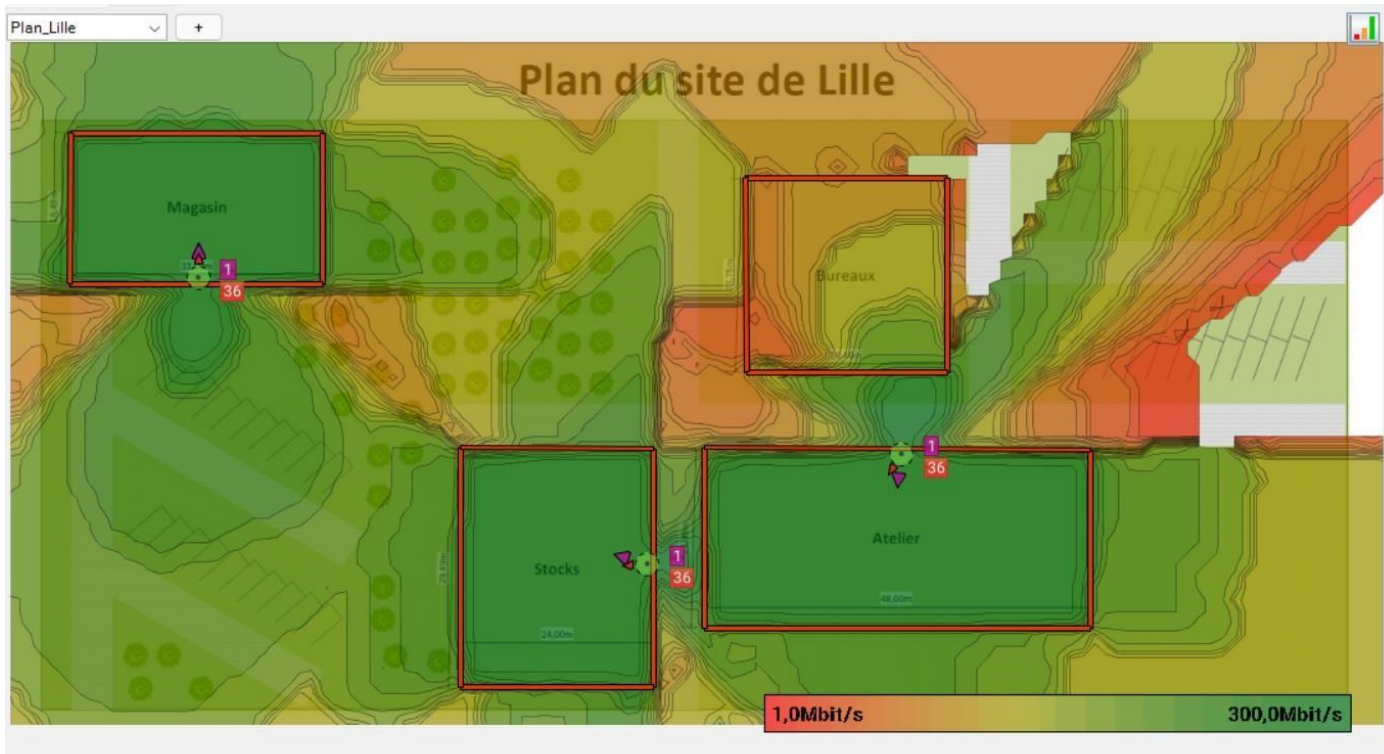 Plan_Lille
+
Plan du site de Lille
Magasin
1
36
Bureaux
1
36
Atelier
48,00m
1
36
Stocks
24,00m
1,0Mbit/s
300,0Mbit/s